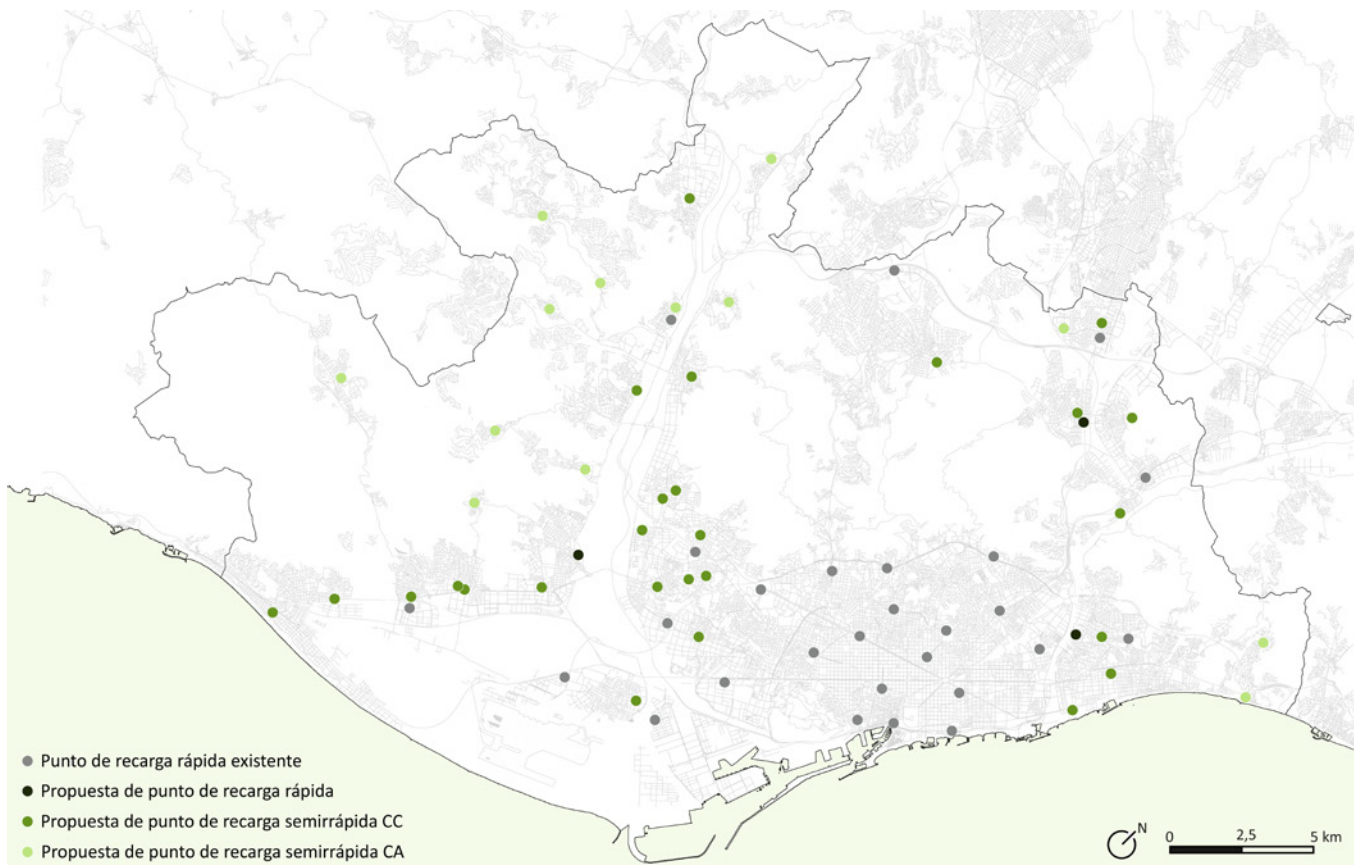 Punto de recarga rápida existente
Propuesta de punto de recarga rápida
Propuesta de punto de recarga semirrápida CC
Propuesta de punto de recarga semirrápida CA
N
0 2,5 5 km